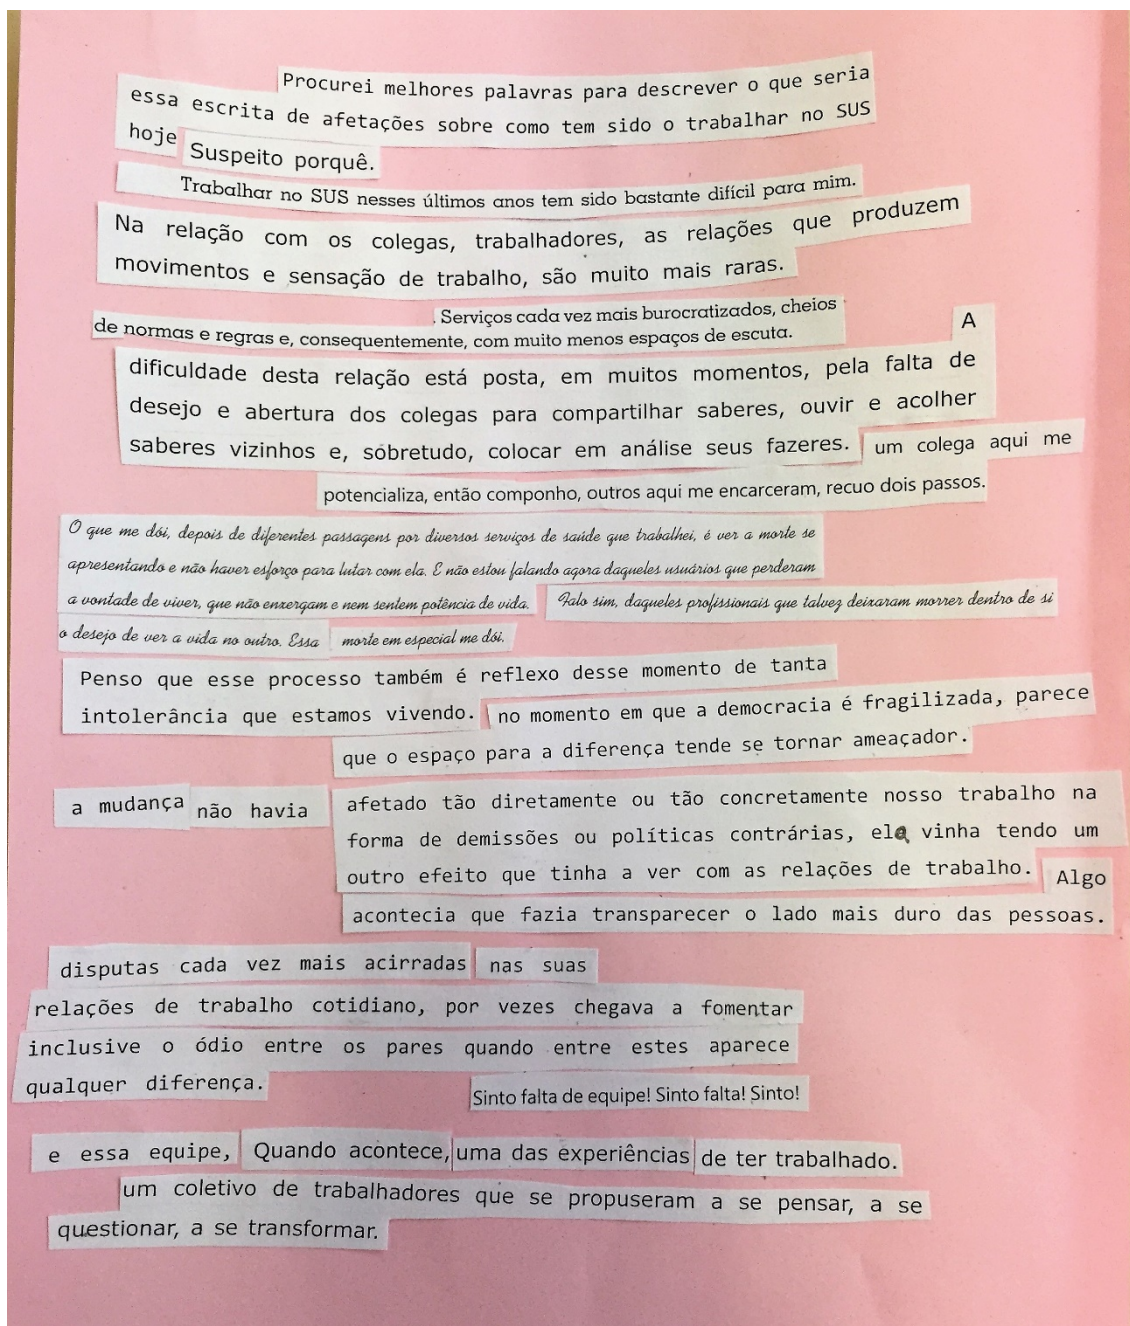 Procurei melhores palavras para descrever o que seria
essa escrita de afetações sobre como tem sido o trabalhar no SUS
hoje Suspeito porquê.
Trabalhar no SUS nesses últimos anos tem sido bastante difícil para mim.
Na relação com os colegas, trabalhadores, as relações que produzem
movimentos e sensação de trabalho, são muito mais raras.
. Serviços cada vez mais burocratizados, cheios
de normas e regras e, consequentemente, com muito menos espaços de escuta.
A
dificuldade desta relação está posta, em muitos momentos, pela falta de
desejo e abertura dos colegas para compartilhar saberes, ouvir e acolher
saberes vizinhos e, sobretudo, colocar em análise seus fazeres. um colega aqui me
potencializa, então componho, outros aqui me encarceram, recuo dois passos.
O que me dói, depois de diferentes passagens por diversos serviços de saúde que trabalhei, é ver a morte se
apresentando e não haver esforço para lutar com ela. E não estou falando agora daqueles usuários que perderam
a vontade de viver, que não enxergam e nem sentem potência de vida. Falo sim, daqueles profissionais que talvez deixaram morrer dentro de si
o desejo de ver a vida no outro. Essa morte em especial me dói.
Penso que esse processo também é reflexo desse momento de tanta
intolerância que estamos vivendo. no momento em que a democracia é fragilizada, parece
que o espaço para a diferença tende se tornar ameaçador.
a mudança não havia afetado tão diretamente ou tão concretamente nosso trabalho na
forma de demissões ou políticas contrárias, ela vinha tendo um
outro efeito que tinha a ver com as relações de trabalho. Algo
acontecia que fazia transparecer o lado mais duro das pessoas.
disputas cada vez mais acirradas nas suas
relações de trabalho cotidiano, por vezes chegava a fomentar
inclusive o ódio entre os pares quando entre estes aparece
qualquer diferença. Sinto falta de equipe! Sinto falta! Sinto!
e essa equipe, Quando acontece, uma das experiências de ter trabalhado.
um coletivo de trabalhadores que se propuseram a se pensar, a se
questionar, a se transformar.